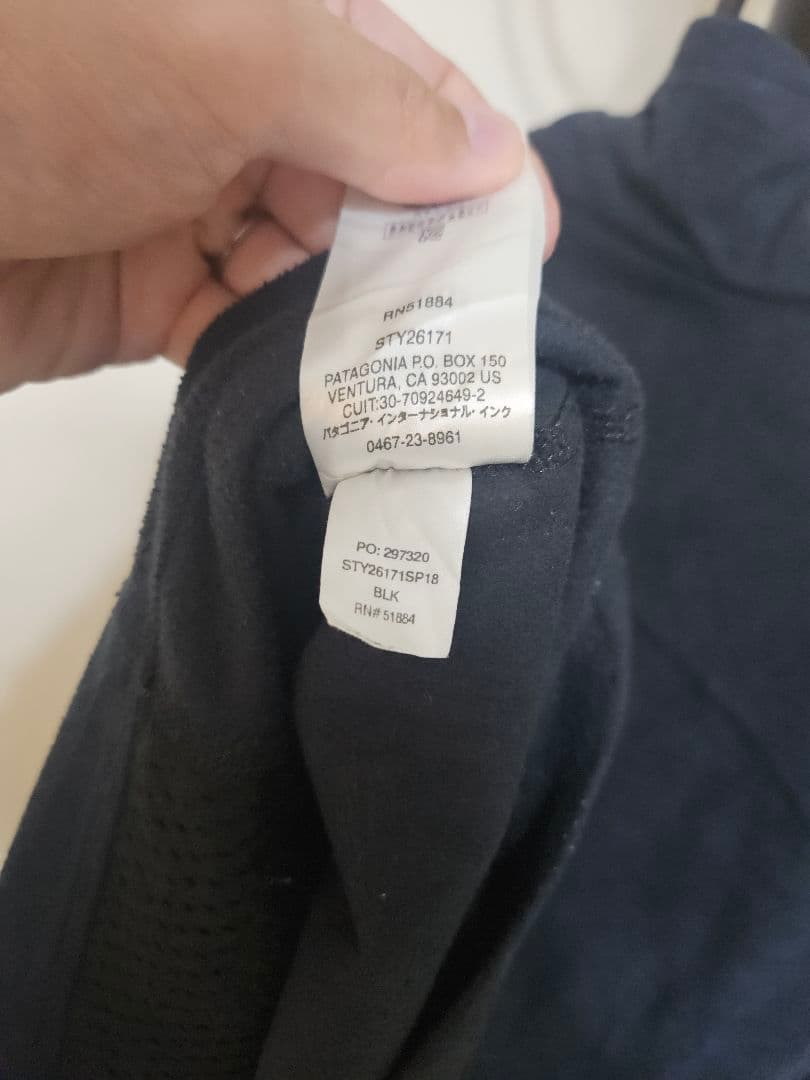 RN51884
STY26171
PATAGONIA P.O. BOX 150
VENTURA, CA 93002 US
CUIT:30-70924649-2
パタゴニア・インターナショナル・インク
0467-23-8961
PO: 297320
STY26171SP18
BLK
RN# 51884